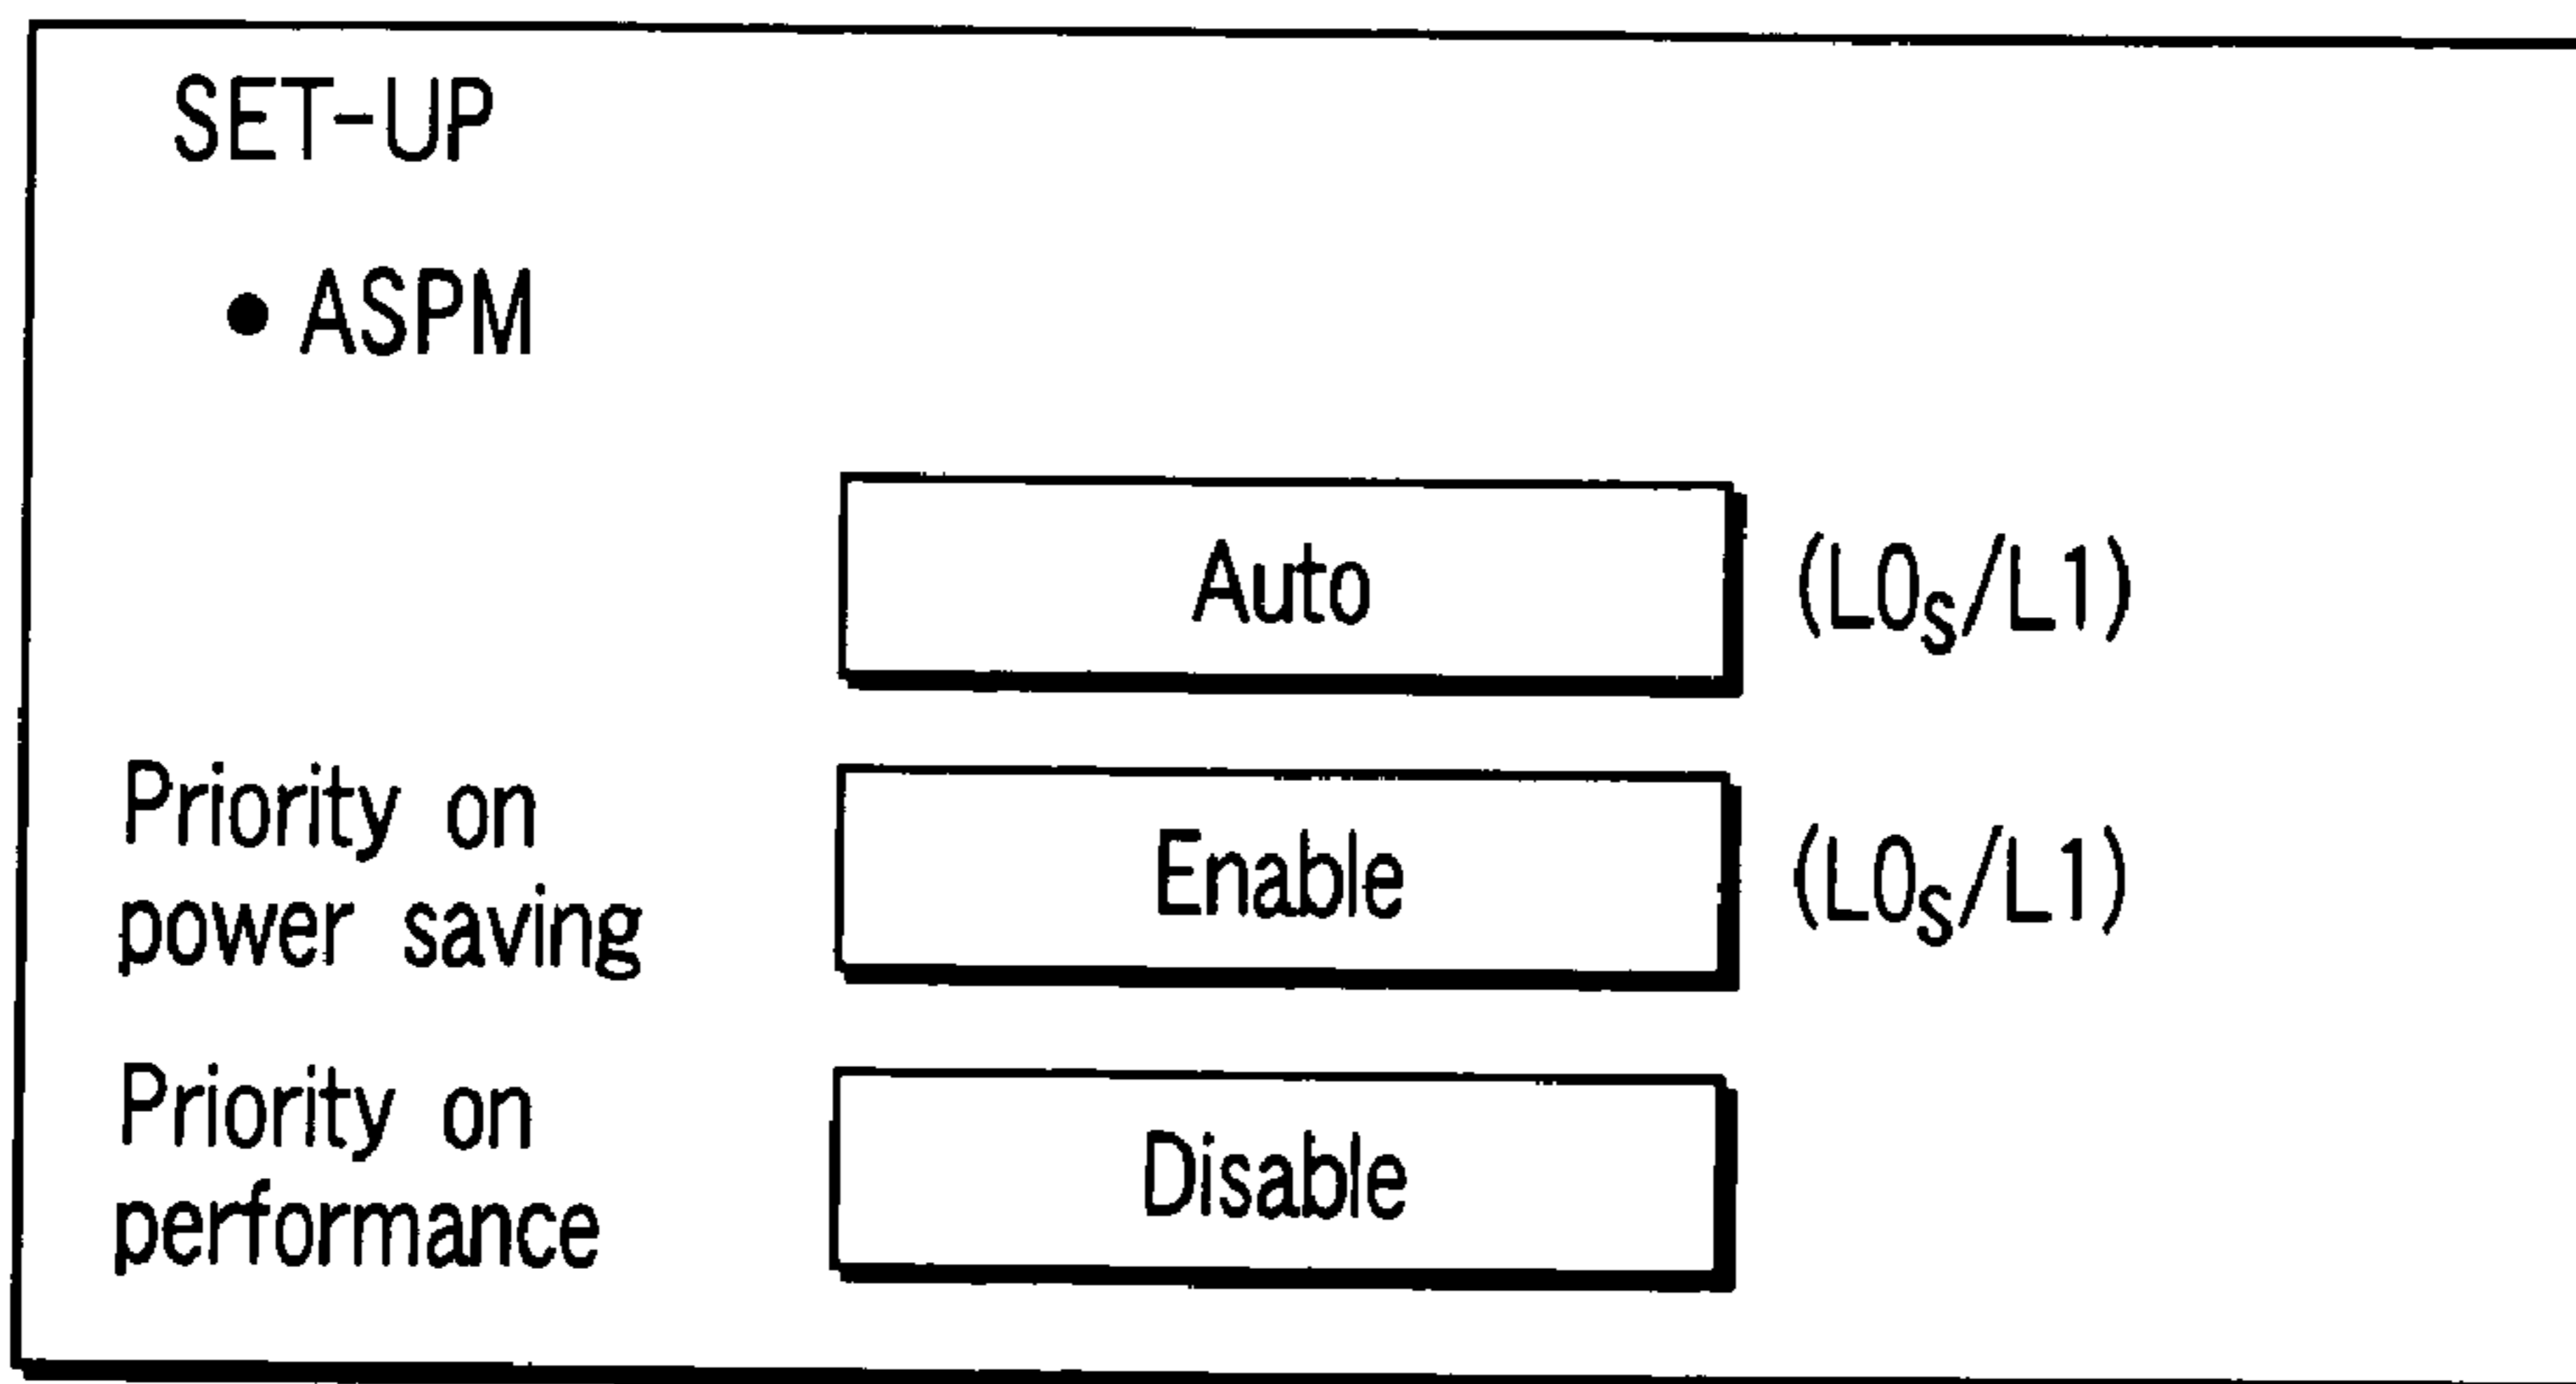 SET-UP
• ASPM
Auto (L0s/L1)
Priority on
power saving
Enable (L0s/L1)
Priority on
performance
Disable